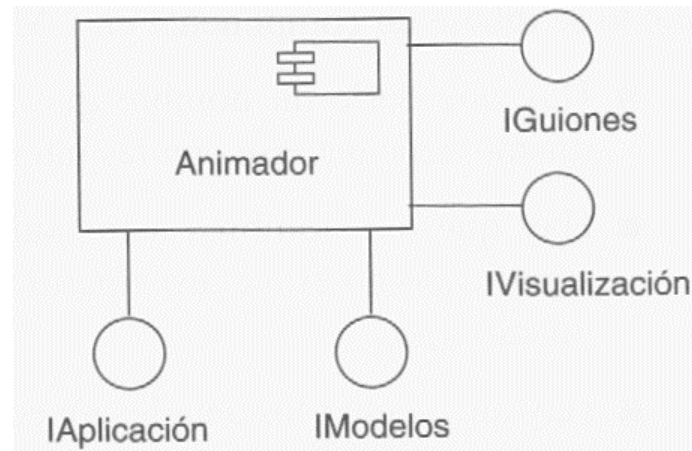 IGuiones
Animador
IVisualización
IAplicación
IModelos